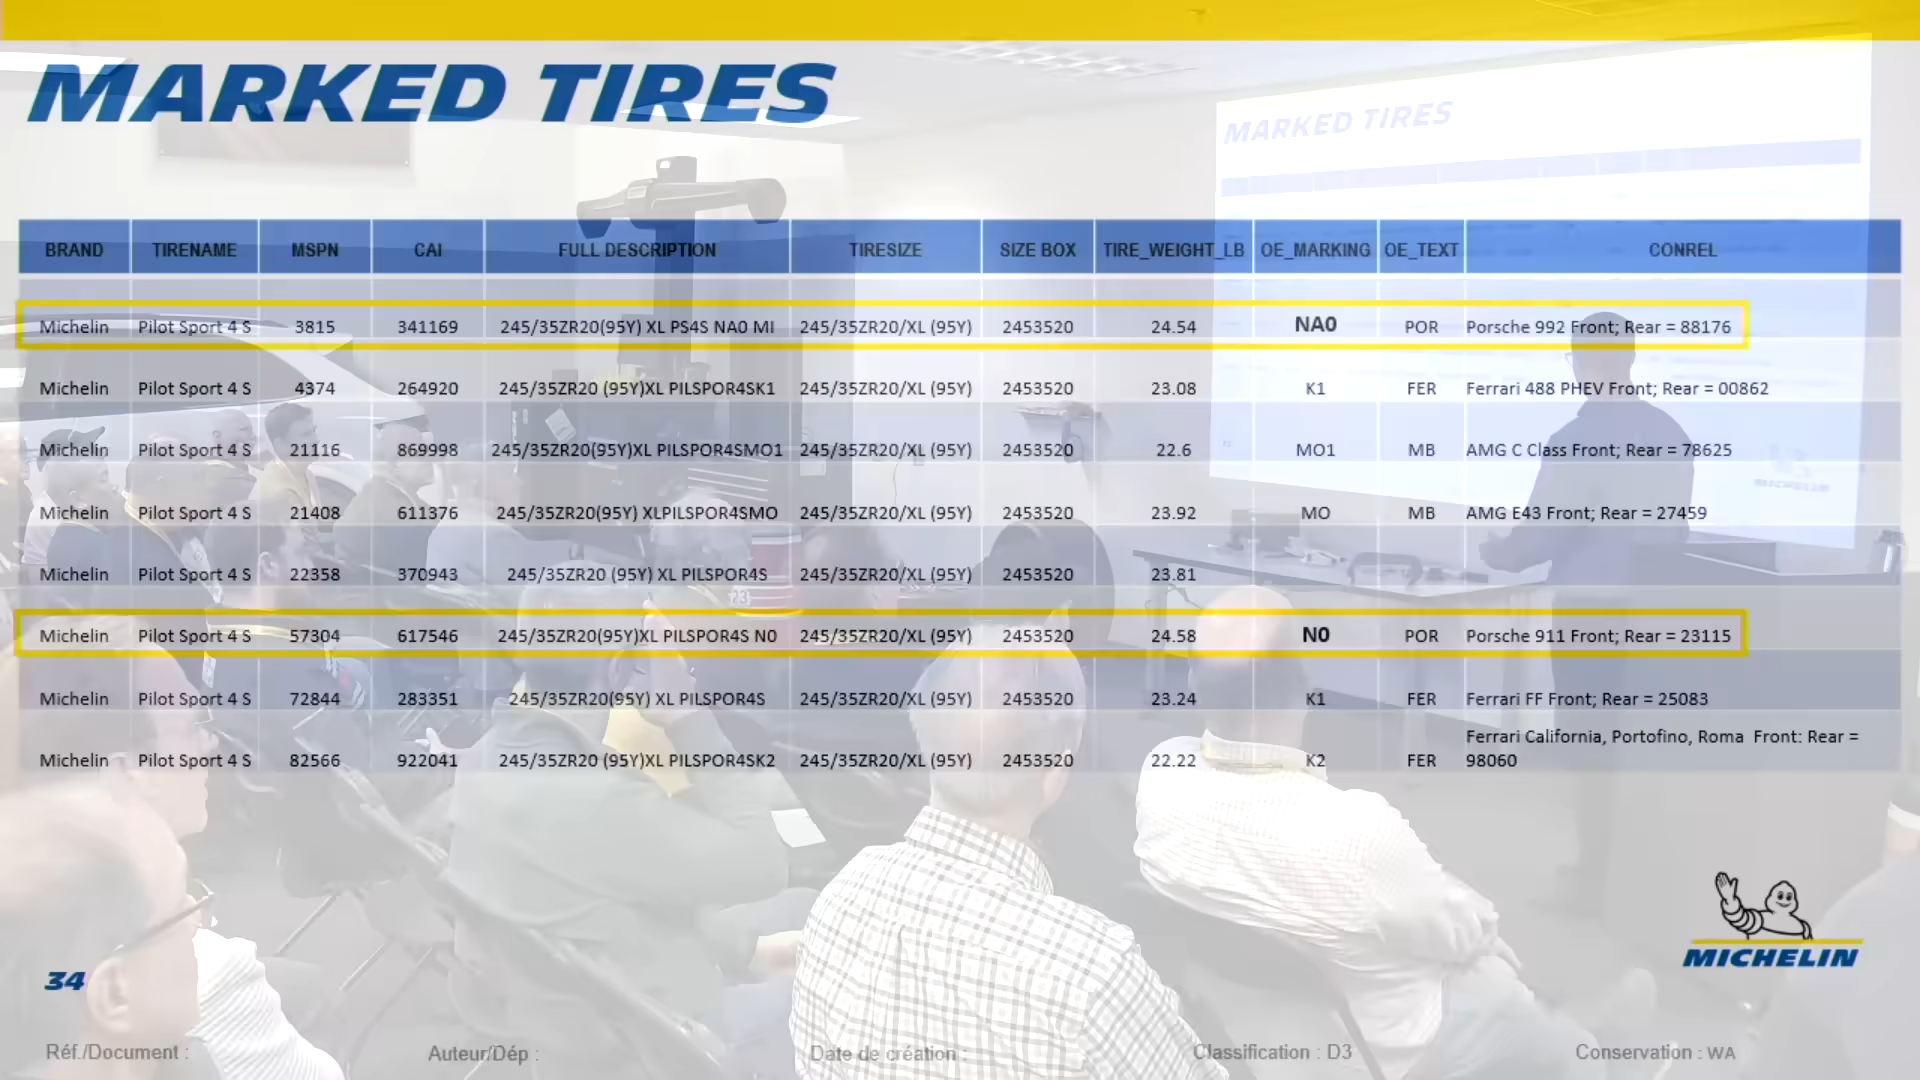 MARKED TIRES
MARKED TIRES
BRAND TIRENAME MSPN CAI FULL DESCRIPTION TIRESIZE SIZE BOX TIRE_WEIGHT_LB OE_MARKING OE_TEXT CONREL
Michelin Pilot Sport 4 S 3815 341169 245/35ZR20(95Y) XL PS4S NA0 MI 245/35ZR20/XL (95Y) 2453520 24.54 NA0 POR Porsche 992 Front; Rear = 88176
Michelin Pilot Sport 4 S 4374 264920 245/35ZR20 (95Y)XL PILSPOR4SK1 245/35ZR20/XL (95Y) 2453520 23.08 K1 FER Ferrari 488 PHEV Front; Rear = 00862
Michelin Pilot Sport 4 S 21116 869998 245/35ZR20(95Y)XL PILSPOR4SMO1 245/35ZR20/XL (95Y) 2453520 22.6 MO1 MB AMG C Class Front; Rear = 78625
Michelin Pilot Sport 4 S 21408 611376 245/35ZR20(95Y) XLPILSPOR4SMO 245/35ZR20/XL (95Y) 2453520 23.92 MO MB AMG E43 Front; Rear = 27459
Michelin Pilot Sport 4 S 22358 370943 245/35ZR20 (95Y) XL PILSPOR4S 245/35ZR20/XL (95Y) 2453520 23.81
Michelin Pilot Sport 4 S 57304 617546 245/35ZR20(95Y)XL PILSPOR4S N0 245/35ZR20/XL (95Y) 2453520 24.58 N0 POR Porsche 911 Front; Rear = 23115
Michelin Pilot Sport 4 S 72844 283351 245/35ZR20(95Y) XL PILSPOR4S 245/35ZR20/XL (95Y) 2453520 23.24 K1 FER Ferrari FF Front; Rear = 25083
Michelin Pilot Sport 4 S 82566 922041 245/35ZR20 (95Y)XL PILSPOR4SK2 245/35ZR20/XL (95Y) 2453520 22.22 K2 FER Ferrari California, Portofino, Roma Front: Rear =
98060
MICHELIN
23
MICHELIN
34
Réf./Document : Auteur/Dép : Date de création : Classification : D3 Conservation : WA